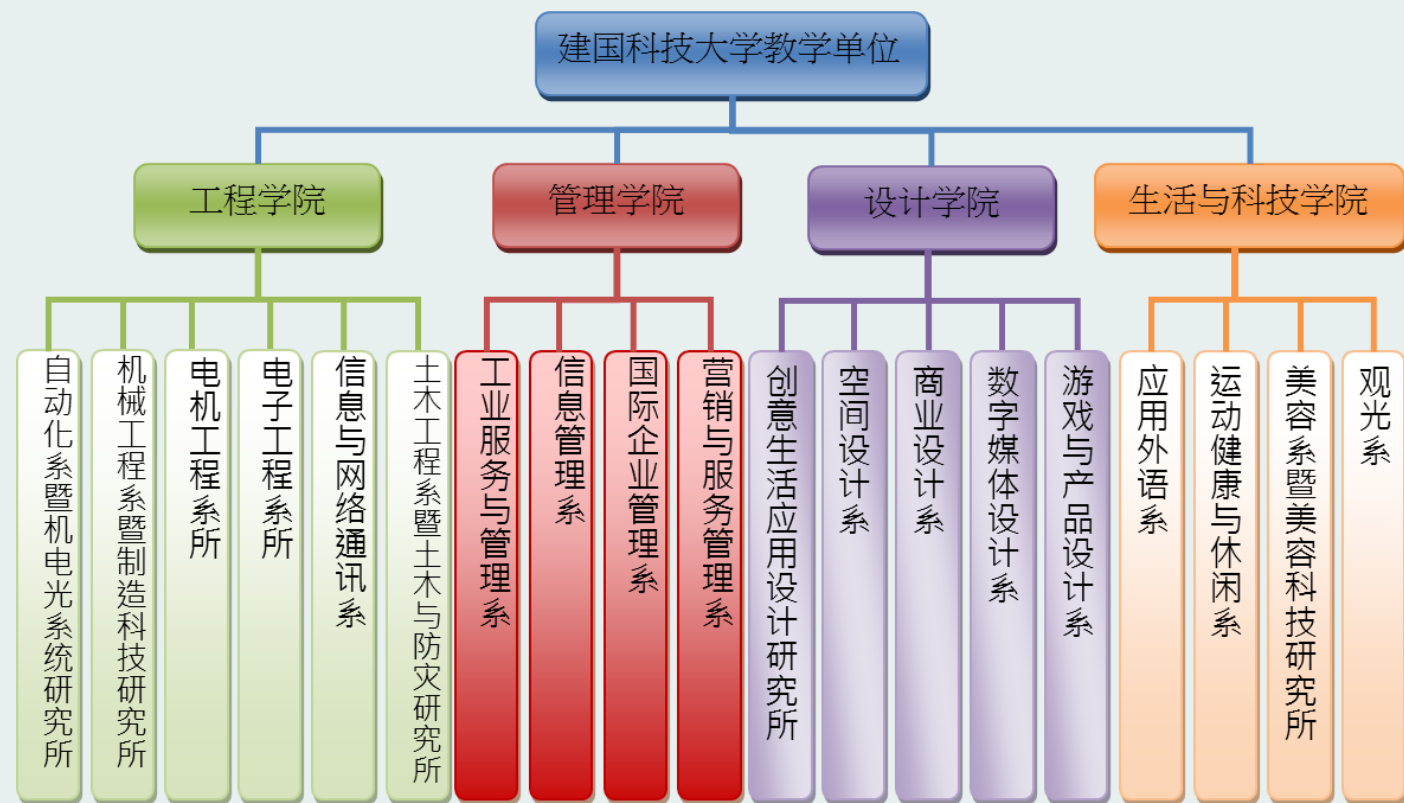 建国科技大学教学单位
工程学院
管理学院
设计学院
生活与科技学院
自动化系暨机电光系统研究所
机械工程系暨制造科技研究所
电机工程系所
电子工程系所
信息与网络通讯系
土木工程系暨土木与防灾研究所
工业服务与管理系
信息管理系
国际企业管理系
营销与服务管理系
创意生活应用设计研究所
空间设计系
商业设计系
数字媒体设计系
游戏与产品设计系
应用外语系
运动健康与休闲系
美容系暨美容科技研究所
观光系